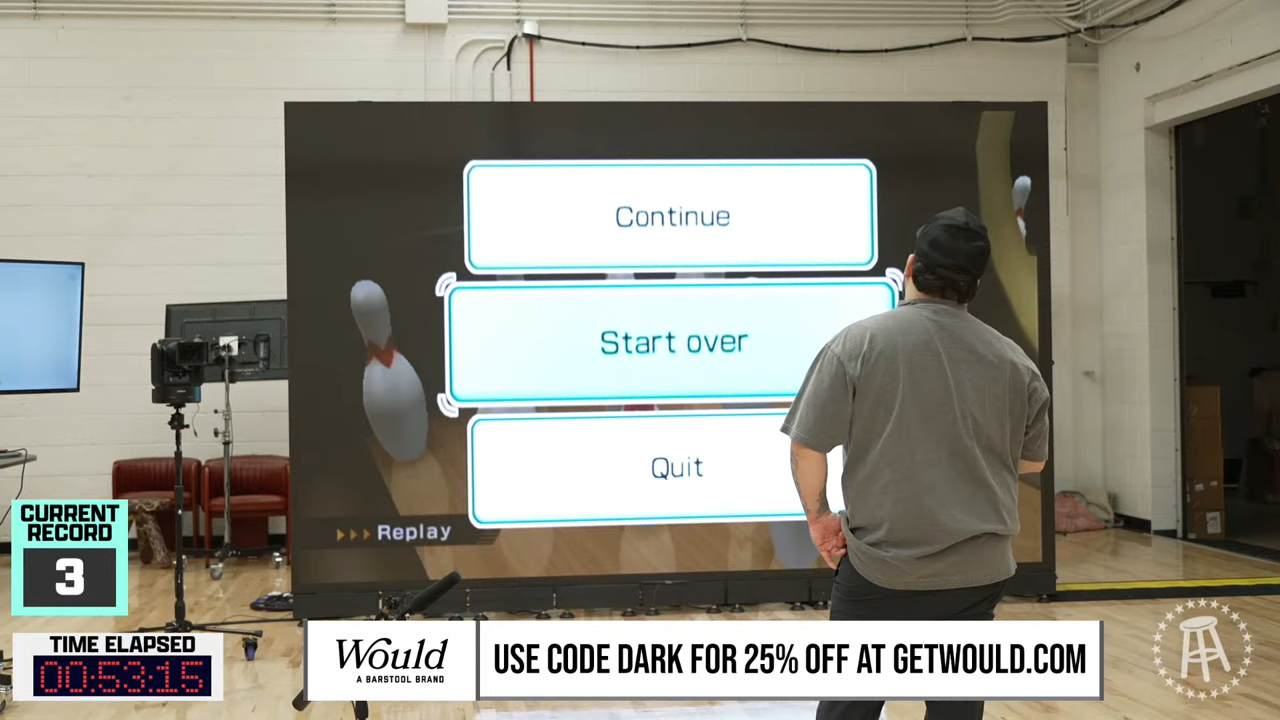 Continue
Start over
Quit
Replay
CURRENT
RECORD
3
TIME ELAPSED
00:53:15
Would
A BARSTOOL BRAND
USE CODE DARK FOR 25% OFF AT GETWOULD.COM